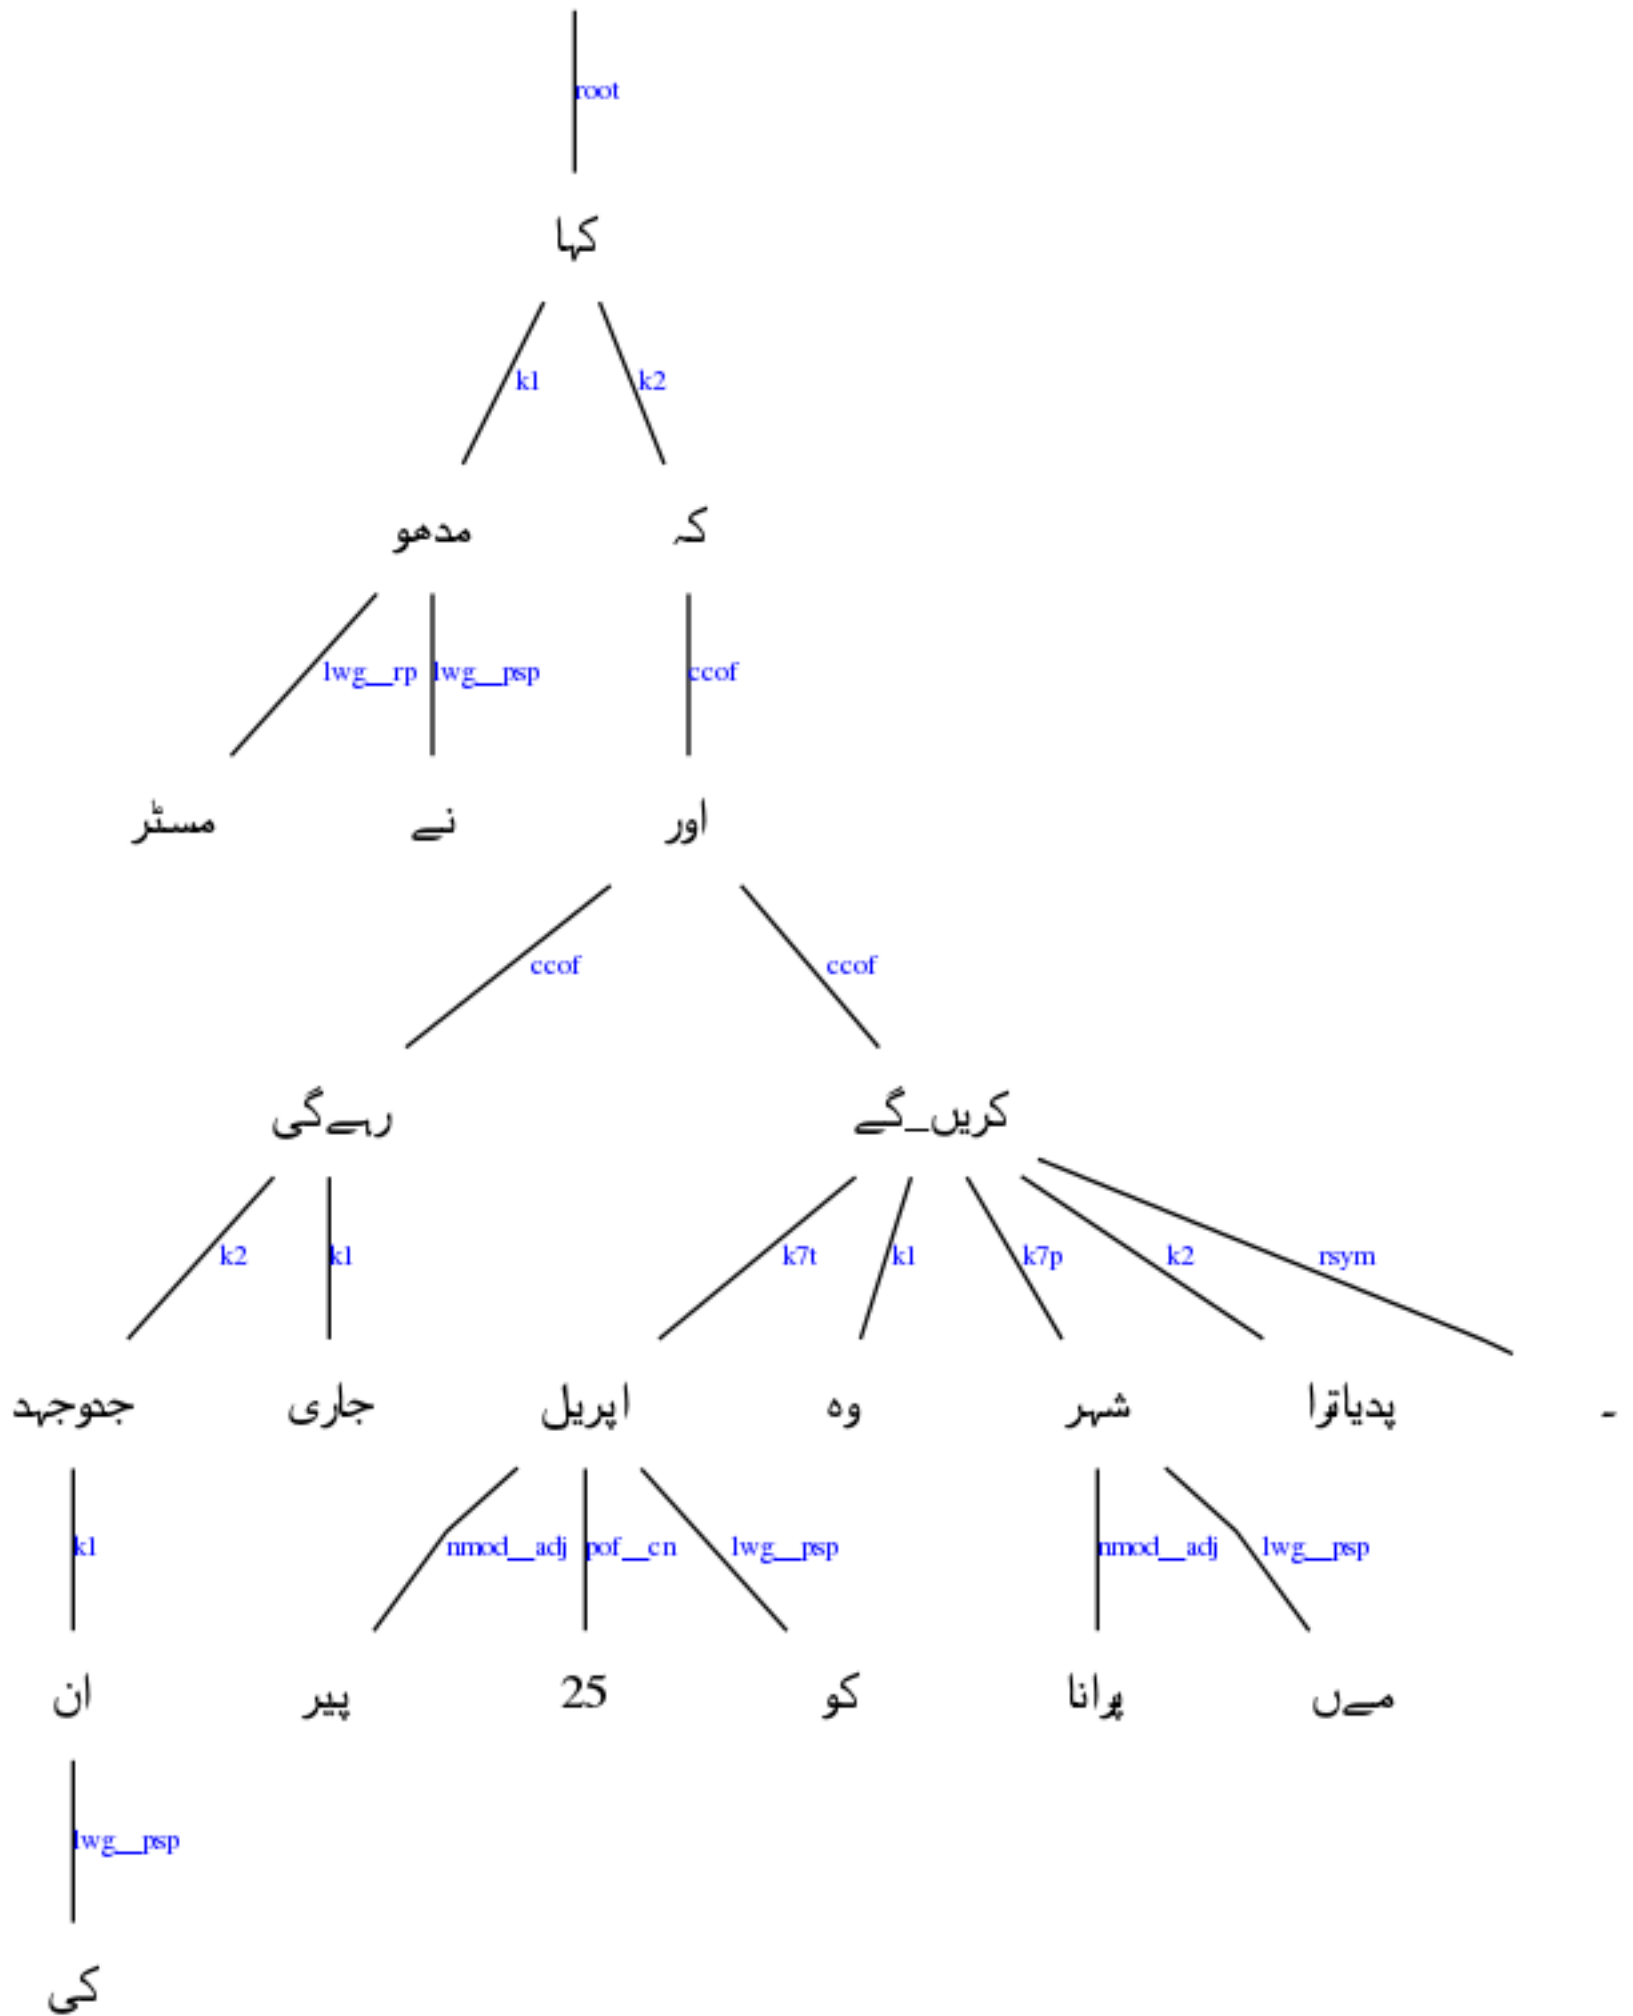 root
کہا
k1 k2
مدھو کہ
lwg__rp lwg__psp ccof
مسٹر نے اور
ccof ccof
رہےگی کریں_گے
k2 k1 k7t k1 k7p k2 rsym
جدوجہد جاری اپریل وہ شہر پدیاترا ۔
k1 nmod__adj pof__cn lwg__psp nmod__adj lwg__psp
ان پیر 25 کو پرانا مےں
lwg__psp
کی